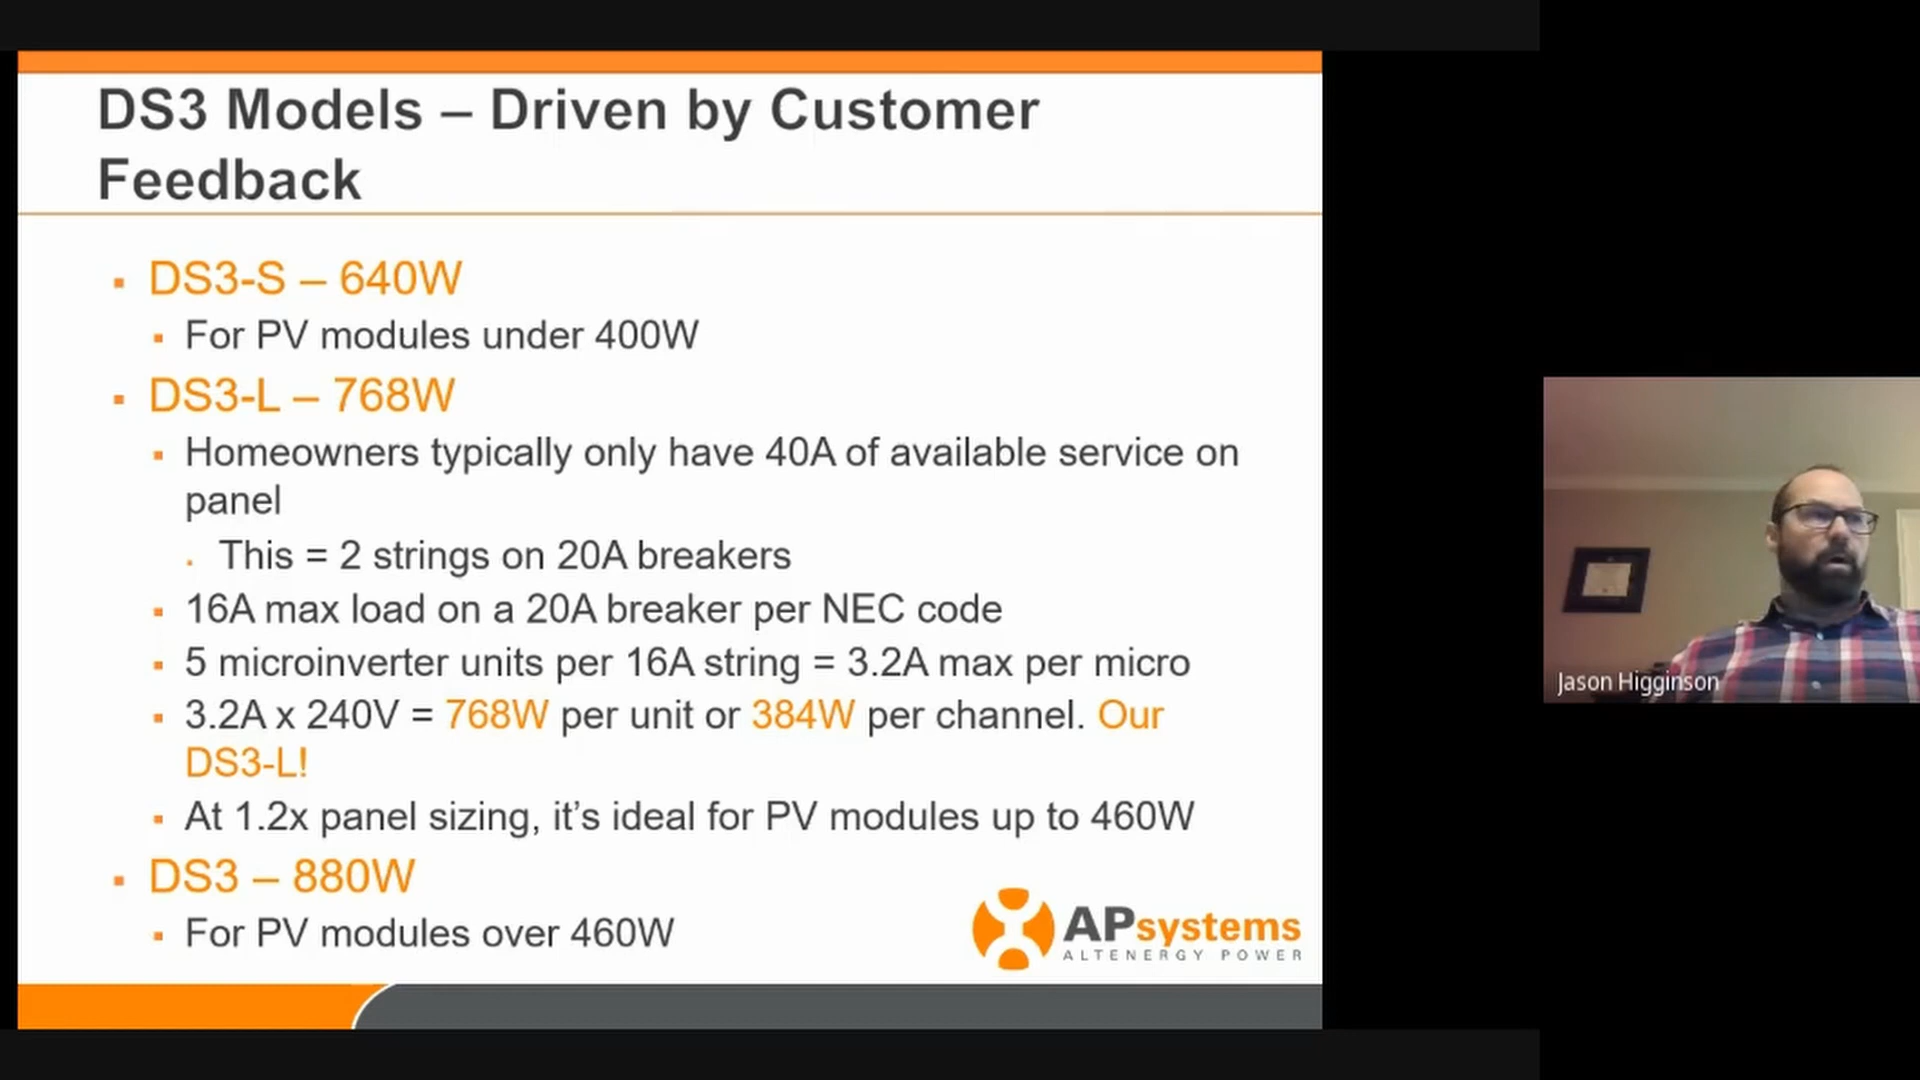 DS3 Models – Driven by Customer
Feedback
DS3-S – 640W
For PV modules under 400W
DS3-L – 768W
Homeowners typically only have 40A of available service on
panel
This = 2 strings on 20A breakers
16A max load on a 20A breaker per NEC code
5 microinverter units per 16A string = 3.2A max per micro
3.2A x 240V = 768W per unit or 384W per channel. Our
DS3-L!
At 1.2x panel sizing, it’s ideal for PV modules up to 460W
DS3 – 880W
For PV modules over 460W
APsystems
ALTENERGY POWER
Jason Higginson